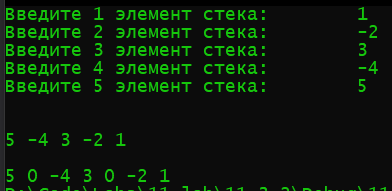 Введите 1 элемент стека: 1
Введите 2 элемент стека: -2
Введите 3 элемент стека: 3
Введите 4 элемент стека: -4
Введите 5 элемент стека: 5
5 -4 3 -2 1
5 0 -4 3 0 -2 1